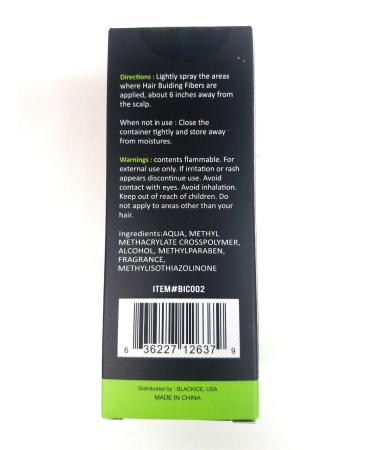 Directions : Lightly spray the areas
where Hair Bulding Fibers are
applied, about 6 inches away from
the scalp.
When not in use : Close the
container tightly and store away
from moistures.
Warnings : contents flammable. For
external use only. If irritation or rash
appears discontinue use. Avoid
contact with eyes. Avoid inhalation.
Keep out of reach of children. Do
not apply to areas other than your
hair.
Ingredients:AQUA, METHYL
METHACRYLATE CROSSPOLYMER,
ALCOHOL, METHYLPARABEN,
FRAGRANCE,
METHYLISOTHIAZOLINONE
ITEM#BIC002
6 36227 12637 9
Distributed by : BLACKICE, USA
MADE IN CHINA